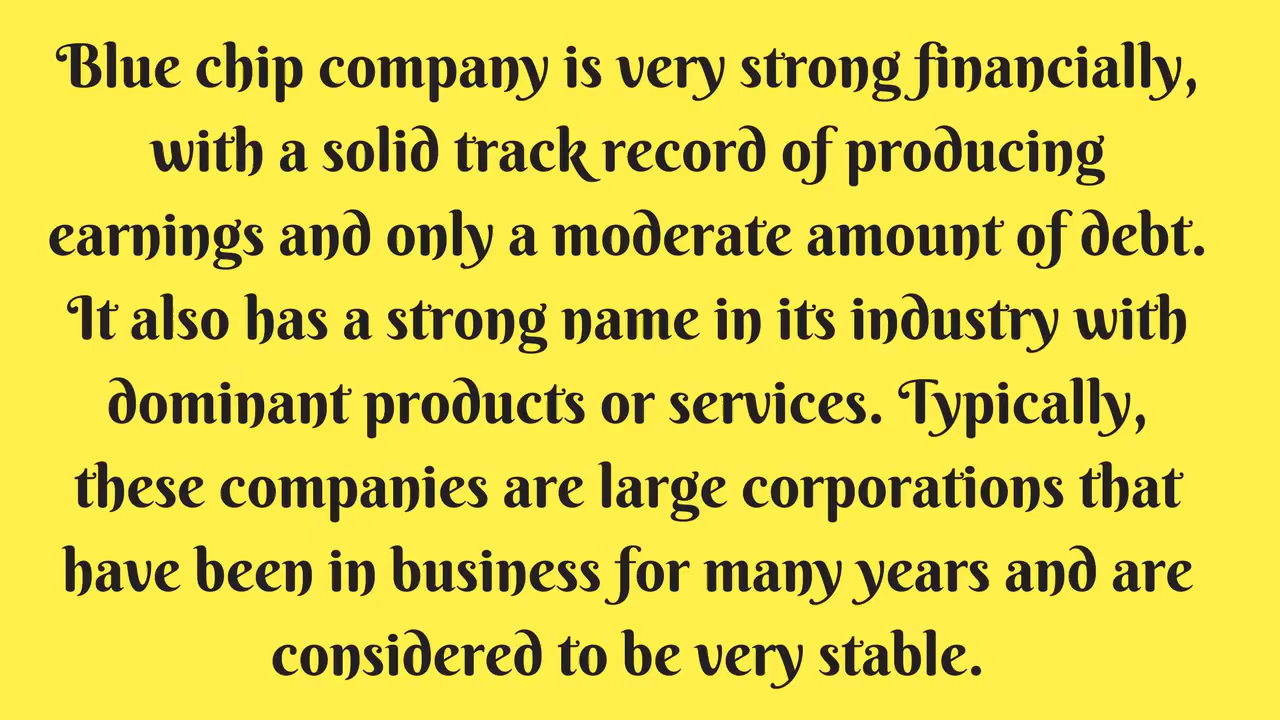 Blue chip company is very strong financially,
with a solid track record of producing
earnings and only a moderate amount of debt.
It also has a strong name in its industry with
dominant products or services. Typically,
these companies are large corporations that
have been in business for many years and are
considered to be very stable.